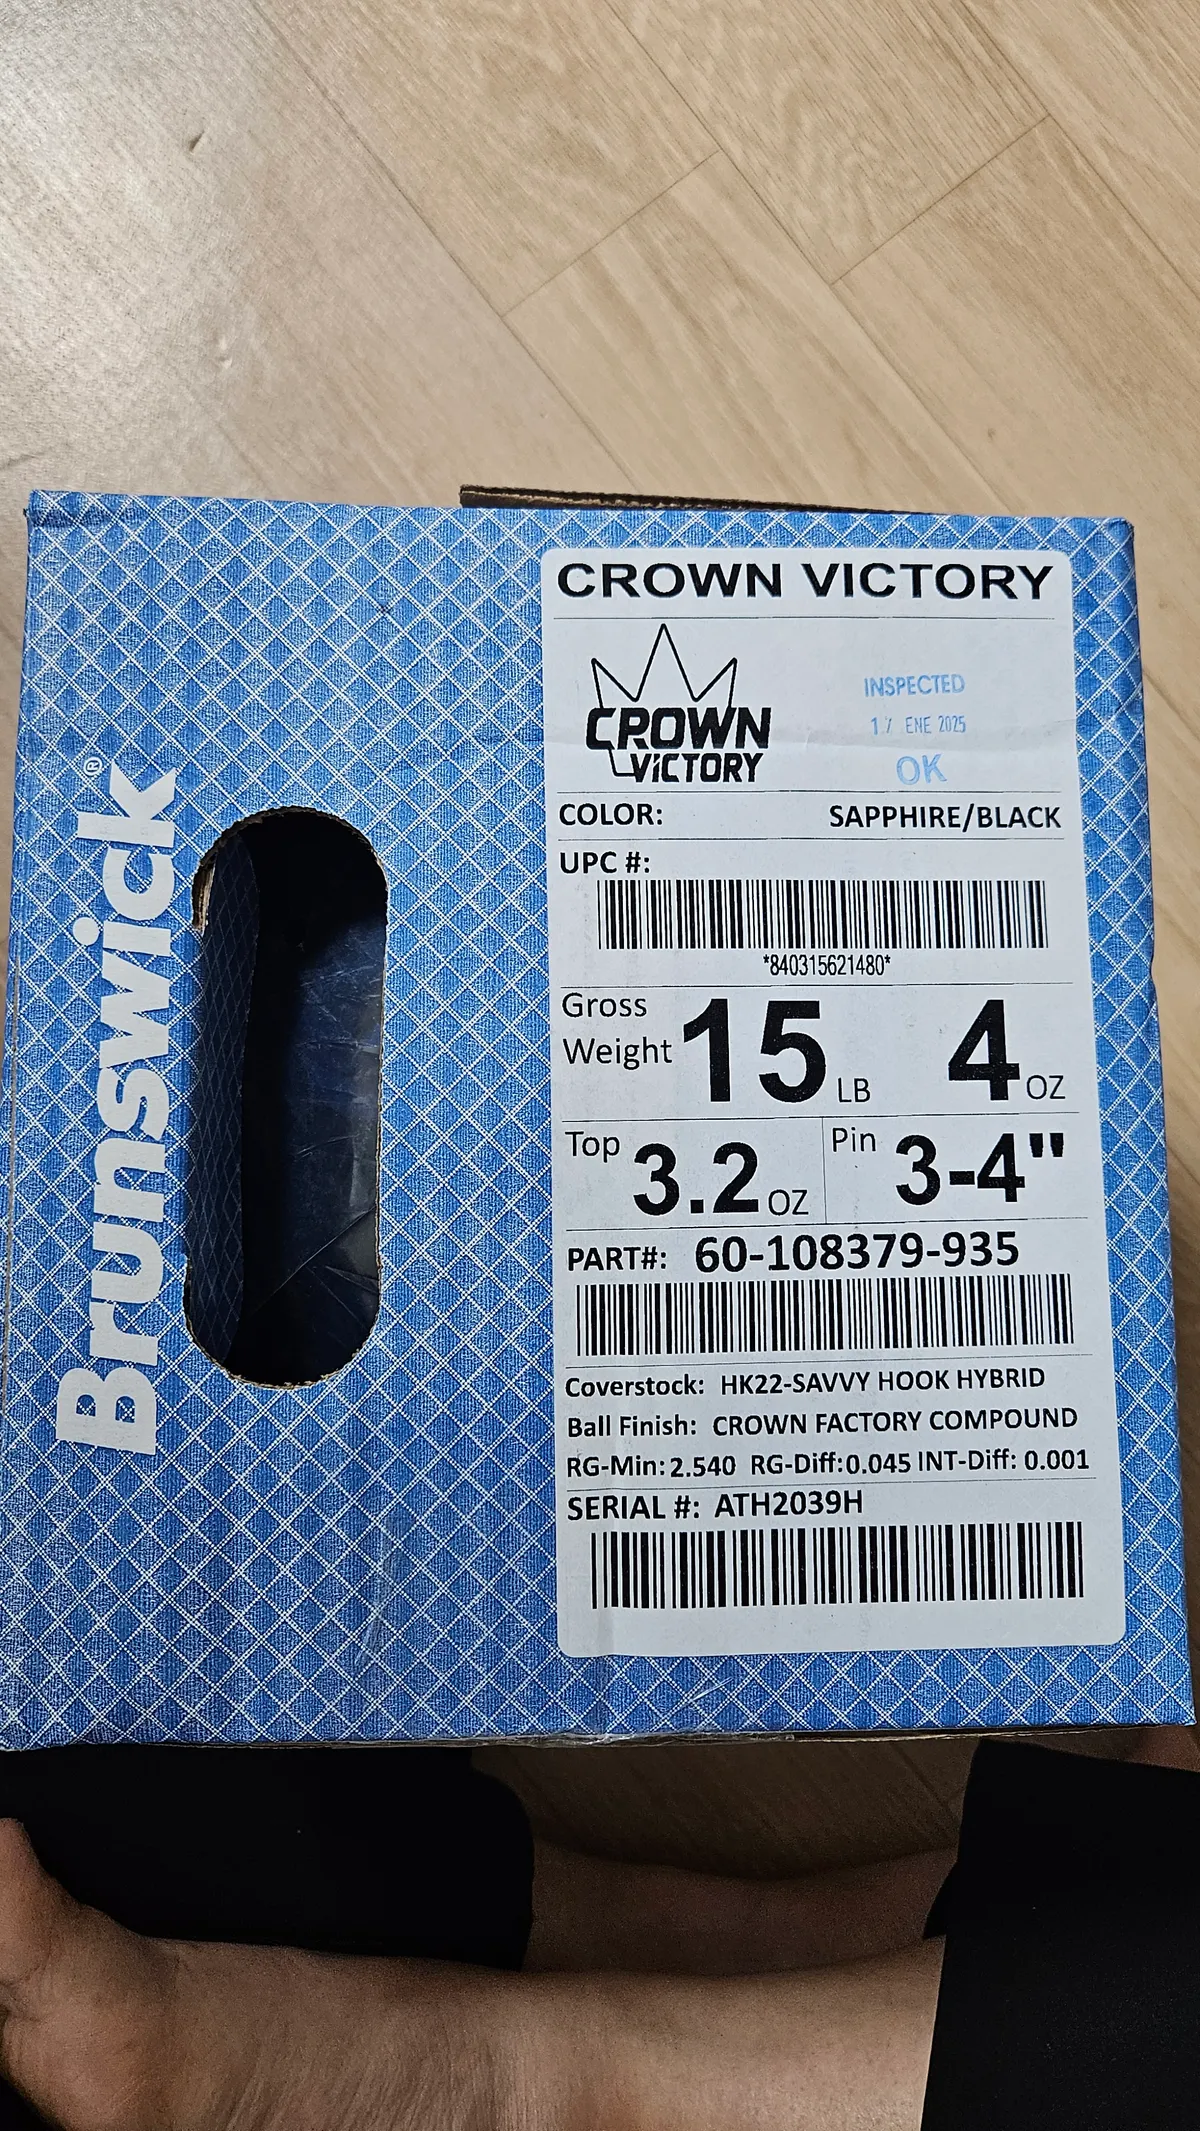 Brunswick®
CROWN VICTORY
CROWN
VICTORY
INSPECTED
17 ENE 2025
OK
COLOR: SAPPHIRE/BLACK
UPC #:
*840315621480*
Gross Weight 15 LB 4 OZ
Top 3.2 OZ Pin 3-4"
PART#: 60-108379-935
Coverstock: HK22-SAVVY HOOK HYBRID
Ball Finish: CROWN FACTORY COMPOUND
RG-Min: 2.540 RG-Diff: 0.045 INT-Diff: 0.001
SERIAL #: ATH2039H